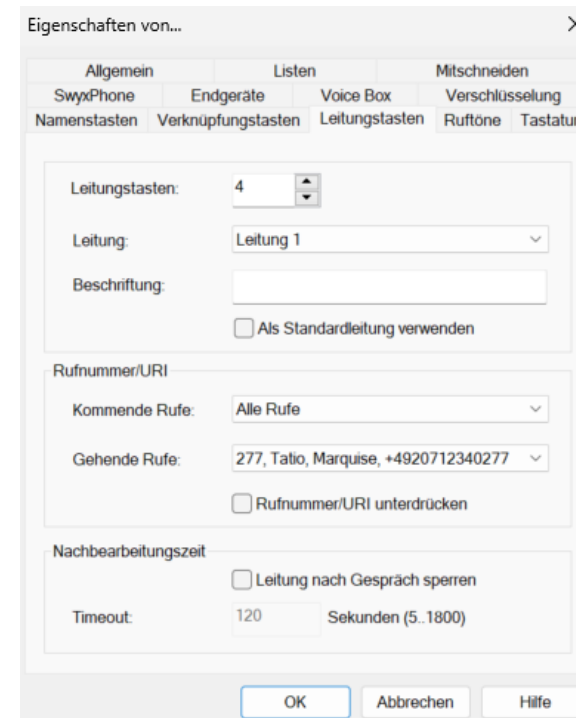 Eigenschaften von...
Allgemein Listen Mitschneiden
SwyxPhone Endgeräte Voice Box Verschlüsselung
Namenstasten Verknüpfungstasten Leitungstasten Ruftöne Tastatur
Leitungstasten: 4
Leitung: Leitung 1
Beschriftung:
Als Standardleitung verwenden
Rufnummer/URI
Kommende Rufe: Alle Rufe
Gehende Rufe: 277, Tatio, Marquise, +4920712340277
Rufnummer/URI unterdrücken
Nachbearbeitungszeit
Leitung nach Gespräch sperren
Timeout: 120 Sekunden (5..1800)
OK Abbrechen Hilfe